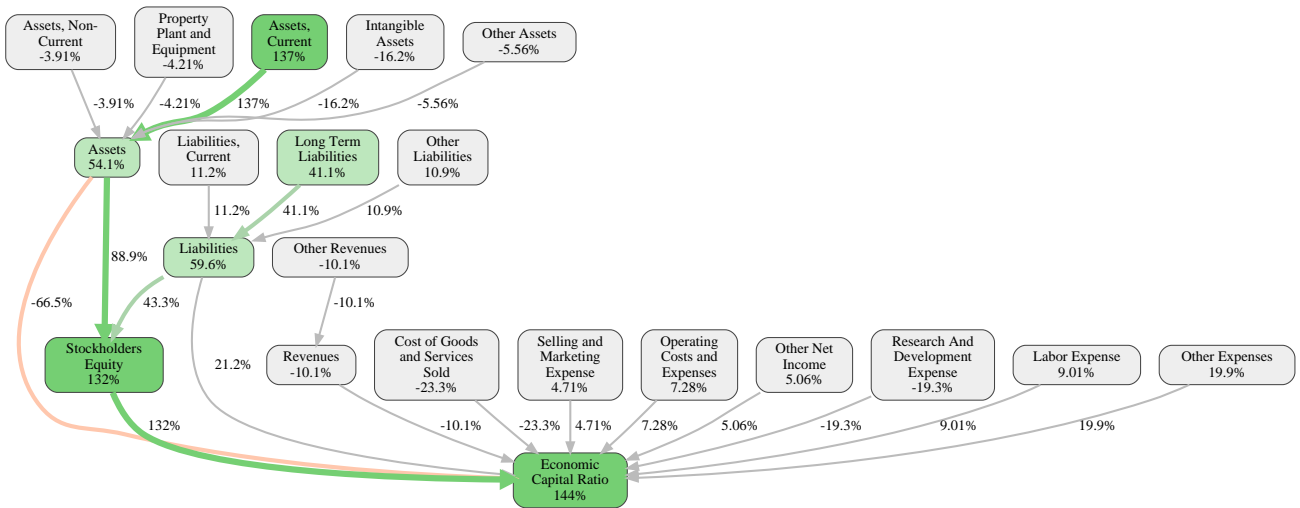 Assets, Non-
Current
-3.91%
Property
Plant and
Equipment
-4.21%
Assets,
Current
137%
Intangible
Assets
-16.2%
Other Assets
-5.56%
-3.91%
-4.21%
137%
-16.2%
-5.56%
Assets
54.1%
Liabilities,
Current
11.2%
Long Term
Liabilities
41.1%
Other
Liabilities
10.9%
11.2%
41.1%
10.9%
Liabilities
59.6%
Other Revenues
-10.1%
88.9%
-66.5%
43.3%
-10.1%
Stockholders
Equity
132%
21.2%
Revenues
-10.1%
Cost of Goods
and Services
Sold
-23.3%
Selling and
Marketing
Expense
4.71%
Operating
Costs and
Expenses
7.28%
Other Net
Income
5.06%
Research And
Development
Expense
-19.3%
Labor Expense
9.01%
Other Expenses
19.9%
132%
-10.1%
-23.3%
4.71%
7.28%
5.06%
-19.3%
9.01%
19.9%
Economic
Capital Ratio
144%